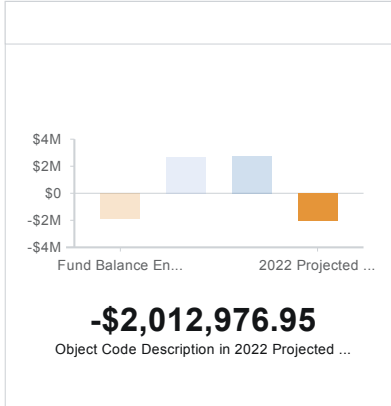 $4M
$2M
$0
-$2M
-$4M
Fund Balance En... 2022 Projected ...
-$2,012,976.95
Object Code Description in 2022 Projected ...